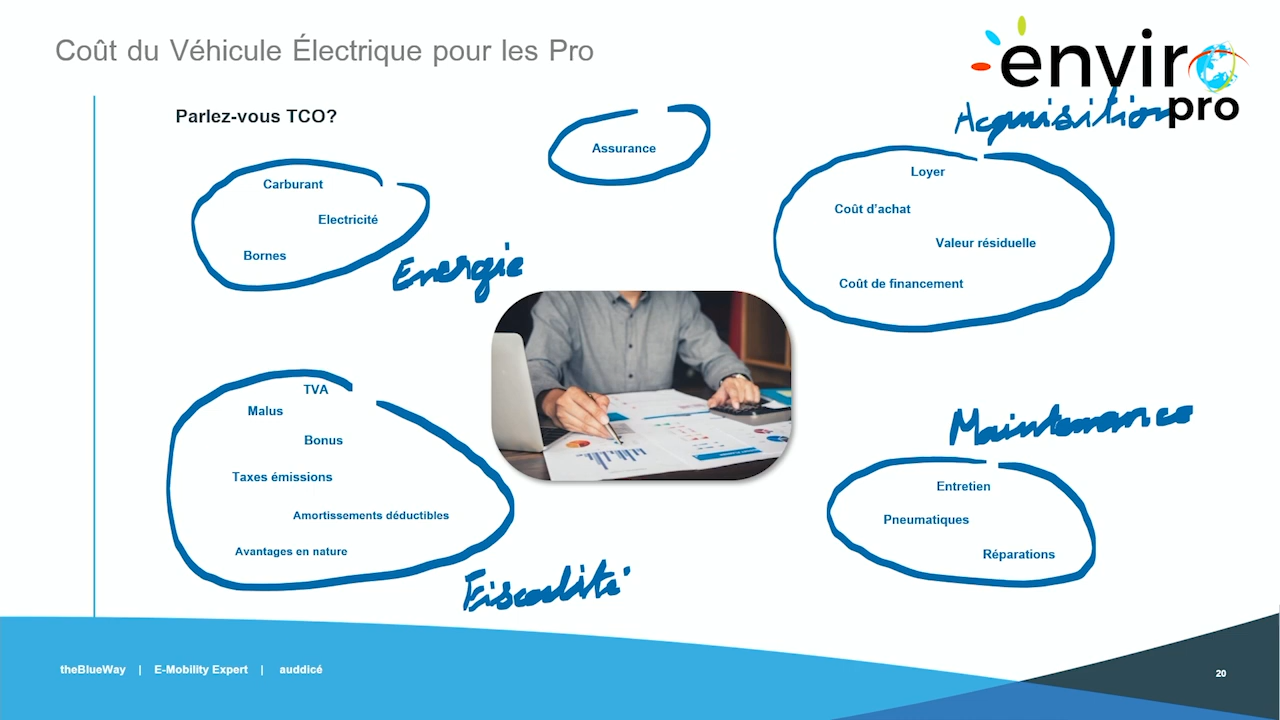 Coût du Véhicule Électrique pour les Pro
enviro
pro
Parlez-vous TCO?
Acquisition
Assurance
Carburant
Electricité
Bornes
Energie
Loyer
Coût d'achat
Valeur résiduelle
Coût de financement
TVA
Malus
Bonus
Taxes émissions
Amortissements déductibles
Avantages en nature
Fiscalité
Maintenance
Entretien
Pneumatiques
Réparations
theBlueWay | E-Mobility Expert | auddicé
20